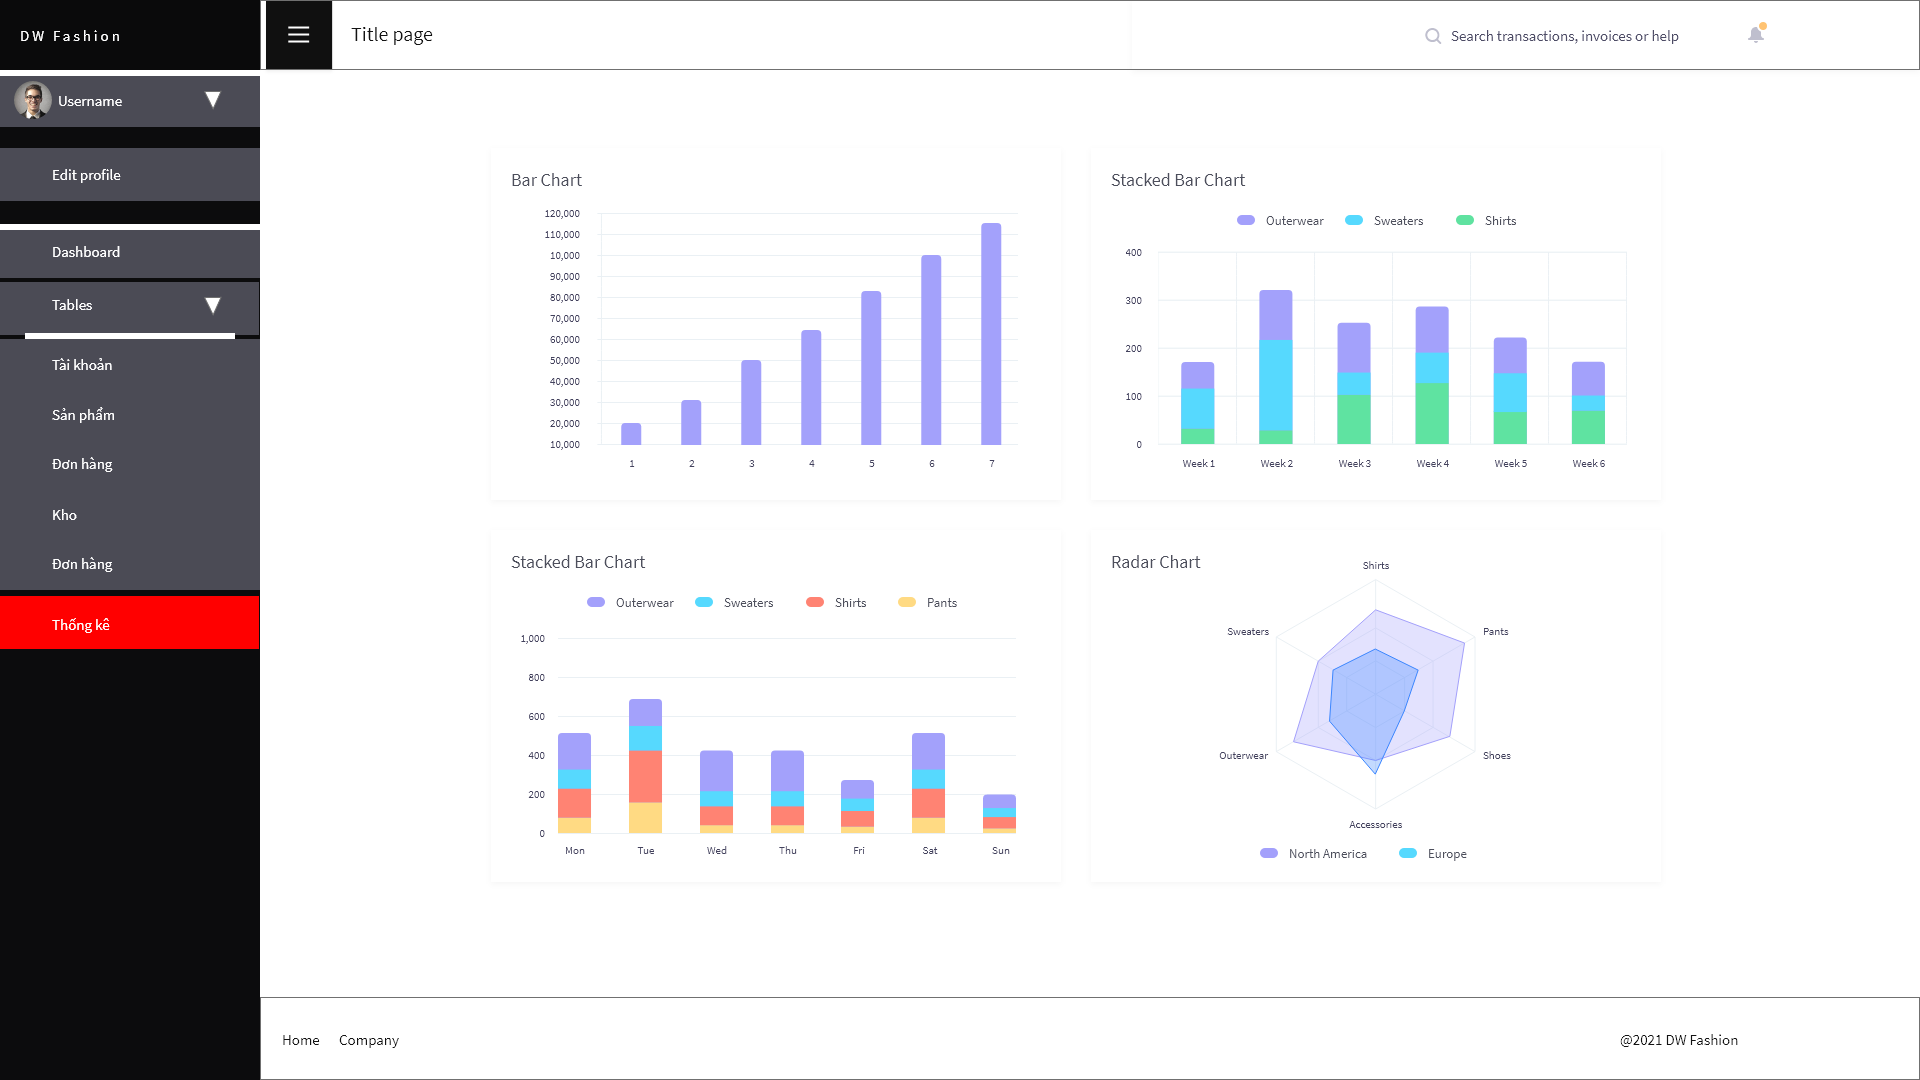 DW Fashion
Title page
Search transactions, invoices or help
Username
Edit profile
Dashboard
Tables
Tài khoản
Sản phẩm
Đơn hàng
Kho
Đơn hàng
Thống kê
Bar Chart
120,000
110,000
10,000
90,000
80,000
70,000
60,000
50,000
40,000
30,000
20,000
10,000
1 2 3 4 5 6 7
Stacked Bar Chart
Outerwear Sweaters Shirts
400
300
200
100
0
Week 1 Week 2 Week 3 Week 4 Week 5 Week 6
Stacked Bar Chart
Outerwear Sweaters Shirts Pants
1,000
800
600
400
200
0
Mon Tue Wed Thu Fri Sat Sun
Radar Chart
Shirts
Sweaters Pants
Outerwear Shoes
Accessories
North America Europe
Home Company
@2021 DW Fashion